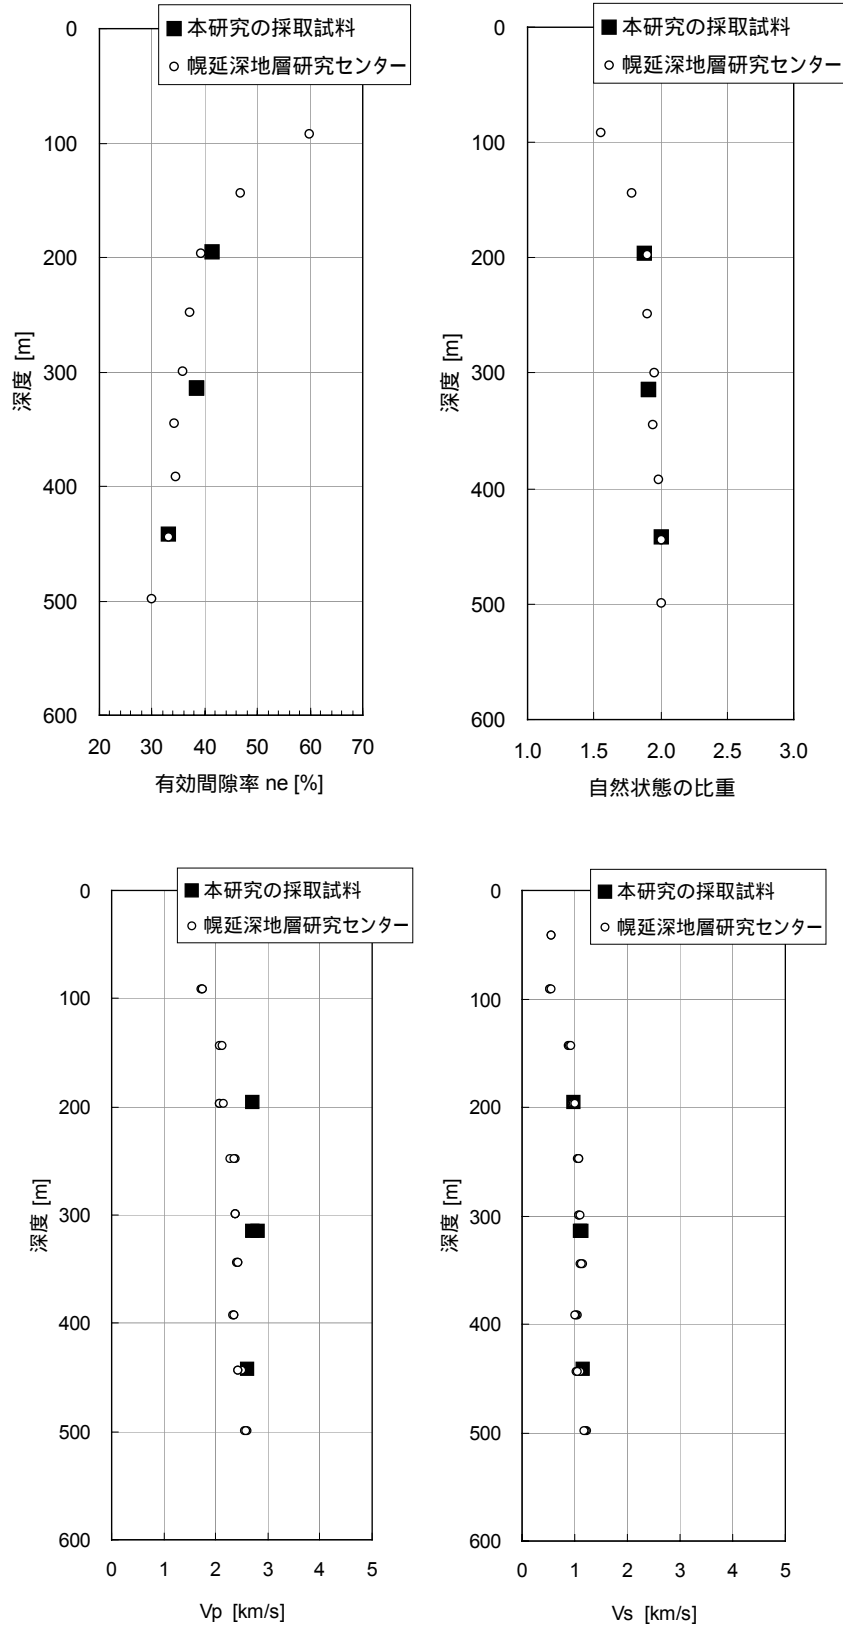 ■ 本研究の採取試料
○ 幌延深地層研究センター
0
100
200
300
400
500
600
深度 [m]
20 30 40 50 60 70
有効間隙率 ne [%]
■ 本研究の採取試料
○ 幌延深地層研究センター
0
100
200
300
400
500
600
深度 [m]
1.0 1.5 2.0 2.5 3.0
自然状態の比重
■ 本研究の採取試料
○ 幌延深地層研究センター
0
100
200
300
400
500
600
深度 [m]
0 1 2 3 4 5
Vp [km/s]
■ 本研究の採取試料
○ 幌延深地層研究センター
0
100
200
300
400
500
600
深度 [m]
0 1 2 3 4 5
Vs [km/s]